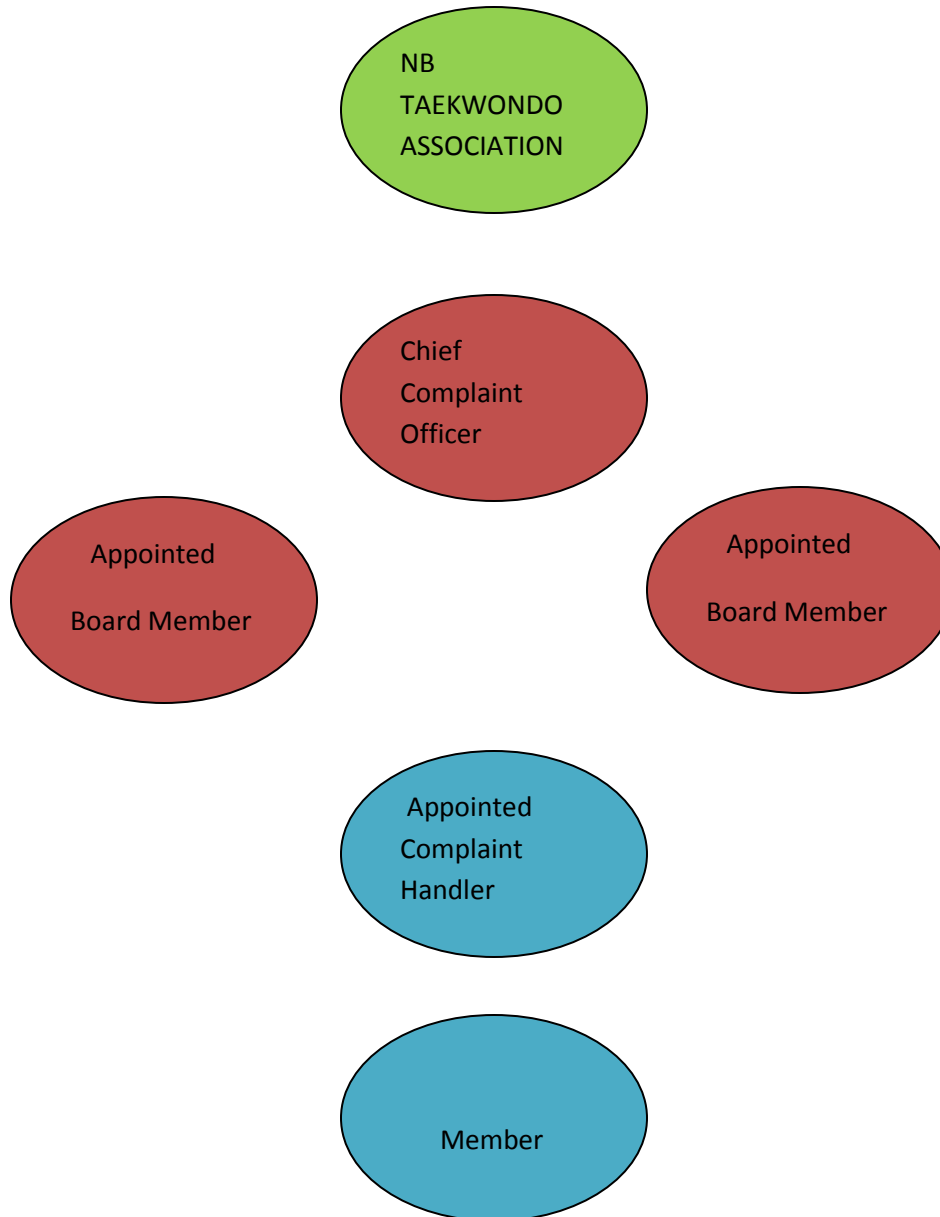 NB
TAEKWONDO
ASSOCIATION
Chief
Complaint
Officer
Appointed
Board Member
Appointed
Board Member
Appointed
Complaint
Handler
Member